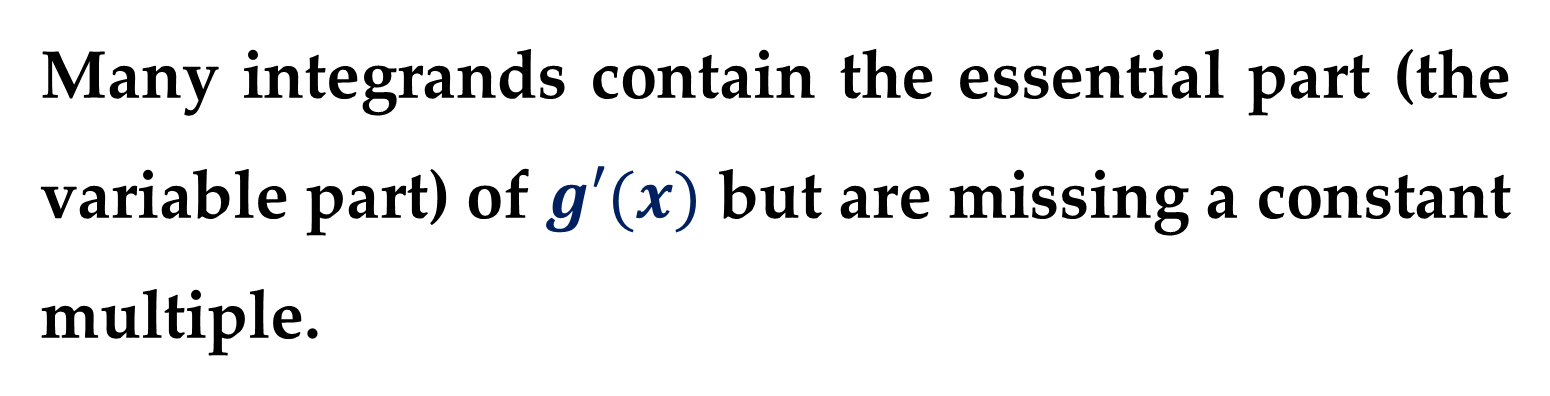 Many integrands contain the essential part (the
variable part) of g′(x) but are missing a constant
multiple.